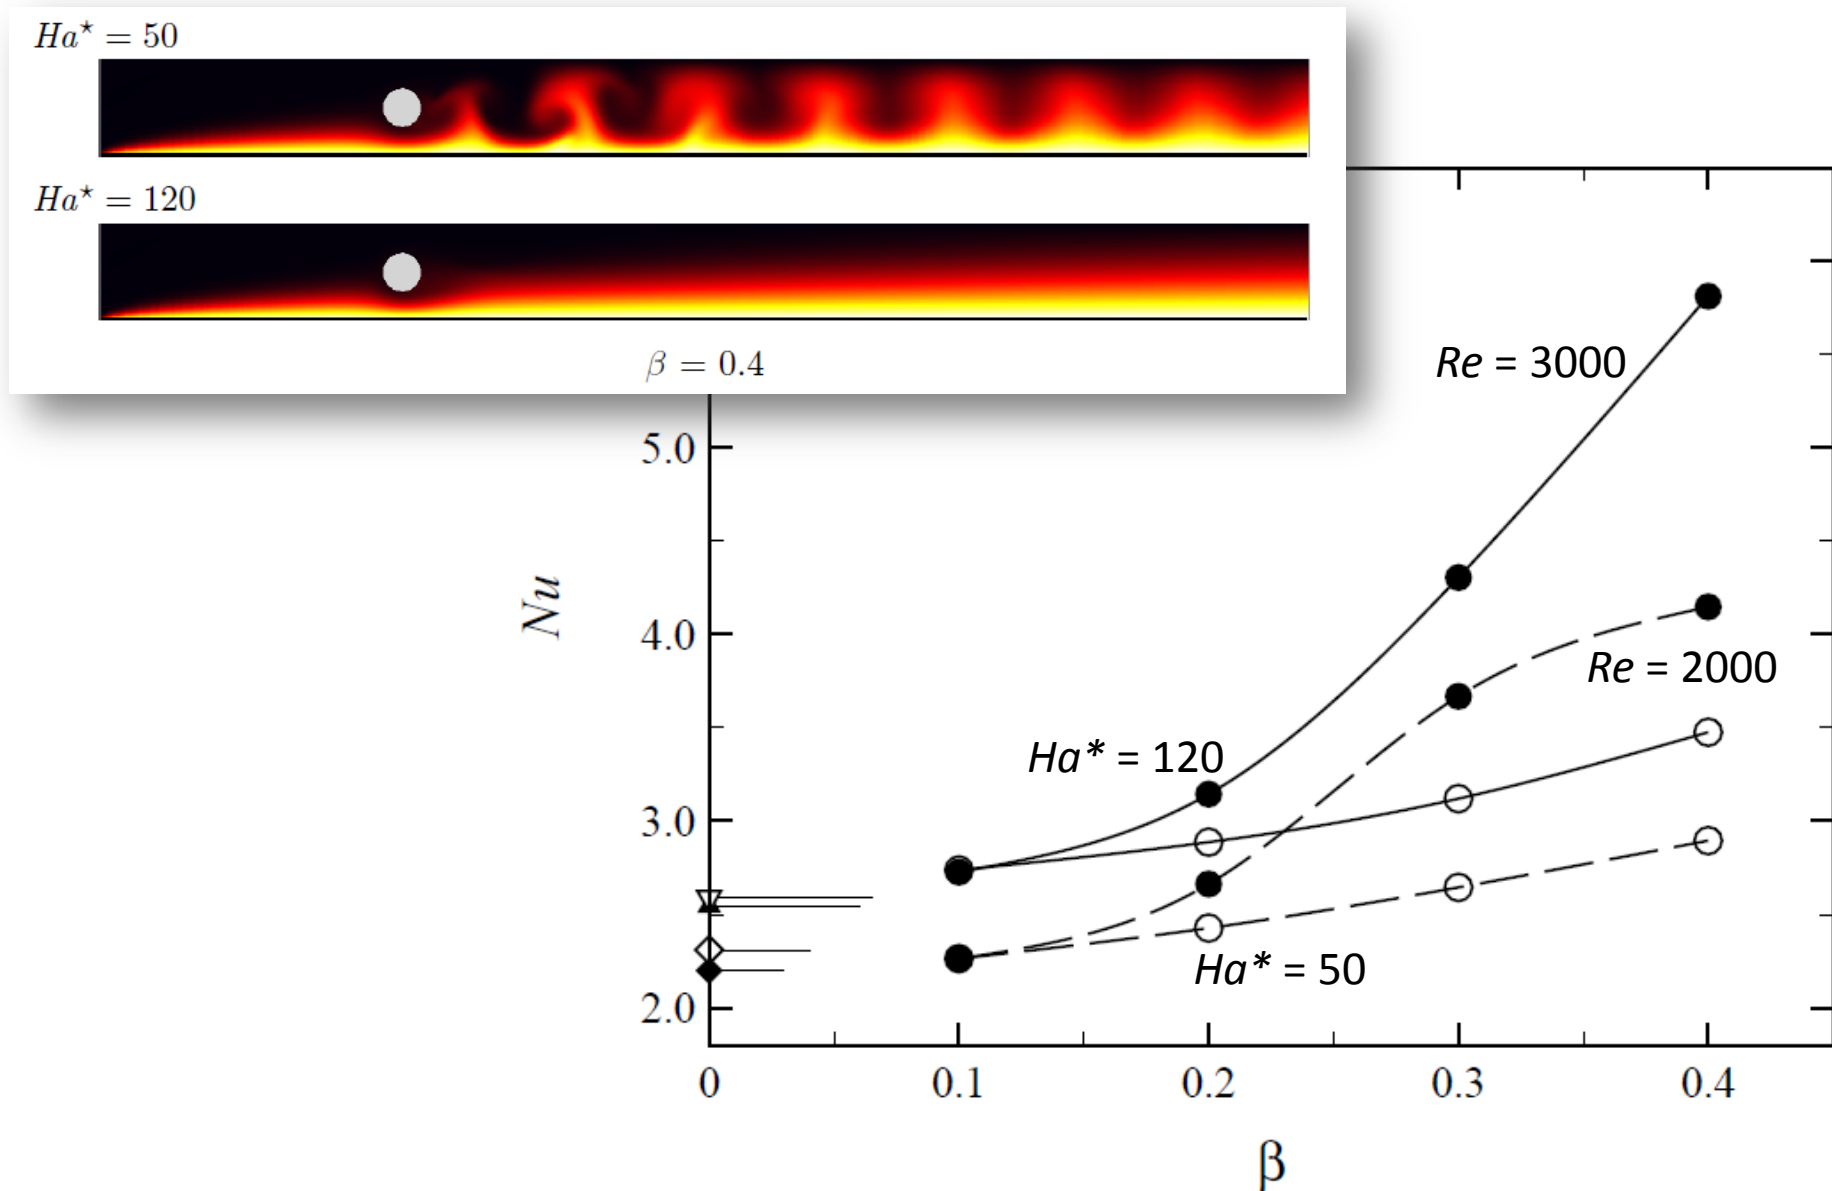 Ha* = 50
Ha* = 120
β = 0.4
Re = 3000
5.0
Nu
4.0
Re = 2000
Ha* = 120
3.0
Ha* = 50
2.0
0 0.1 0.2 0.3 0.4
β